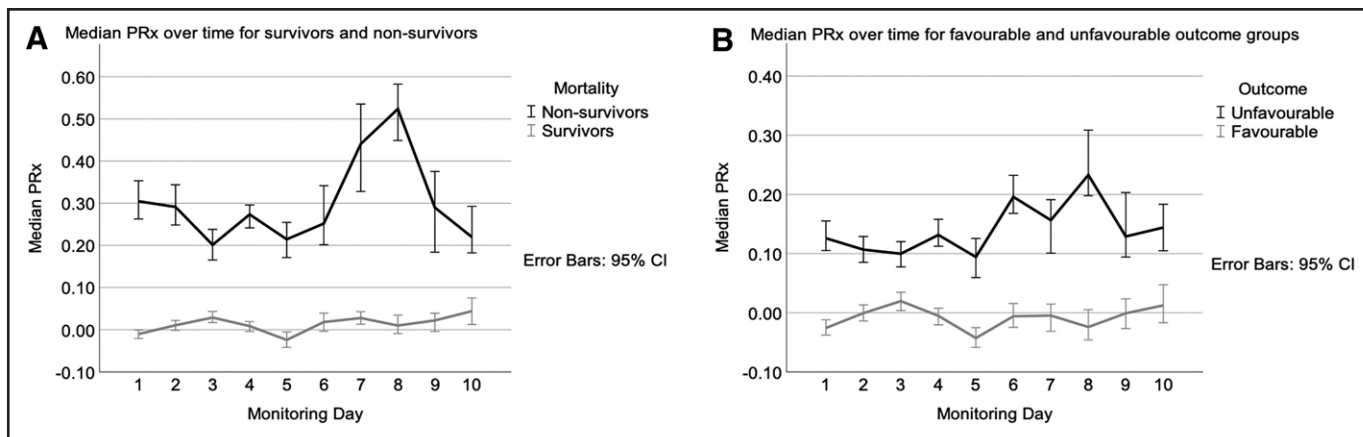 A
Median PRx over time for survivors and non-survivors
0.60
0.50
0.40
0.30
0.20
0.10
0.00
-0.10
Median PRx
1 2 3 4 5 6 7 8 9 10
Monitoring Day
Mortality
Non-survivors
Survivors
Error Bars: 95% CI
B
Median PRx over time for favourable and unfavourable outcome groups
0.40
0.30
0.20
0.10
0.00
-0.10
Median PRx
1 2 3 4 5 6 7 8 9 10
Monitoring Day
Outcome
Unfavourable
Favourable
Error Bars: 95% CI